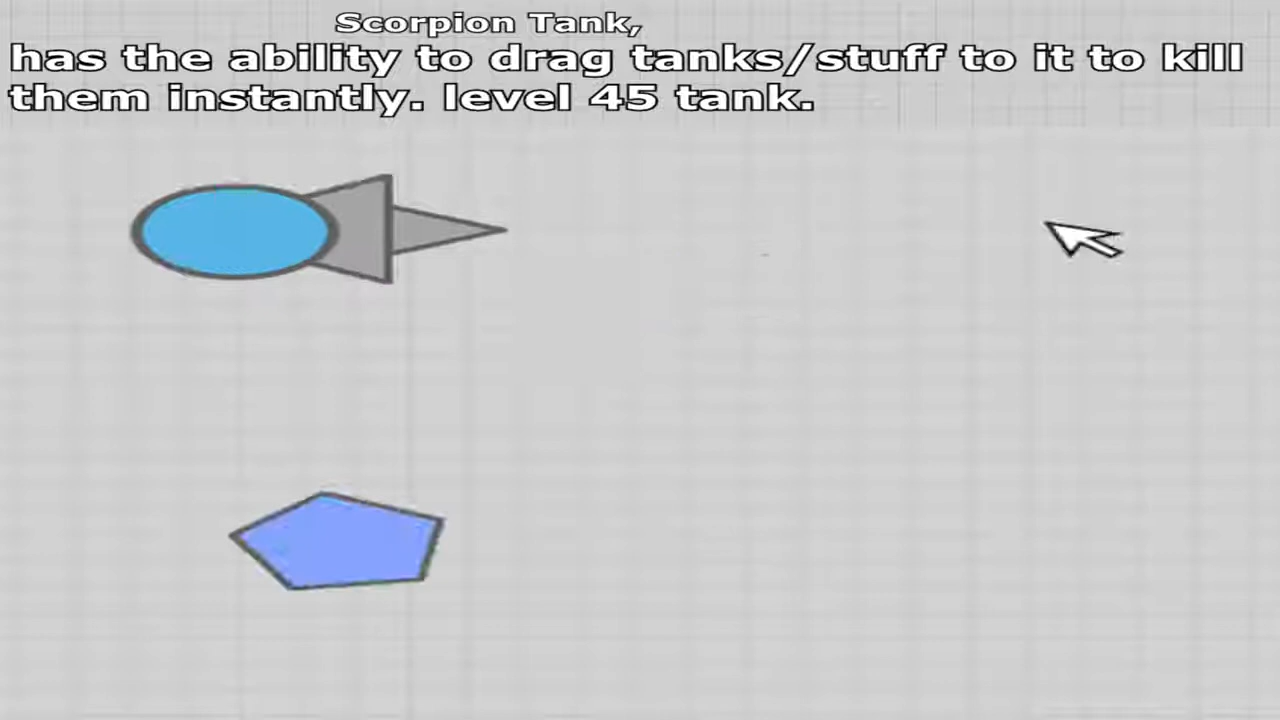 Scorpion Tank,
has the ability to drag tanks/stuff to it to kill
them instantly. level 45 tank.